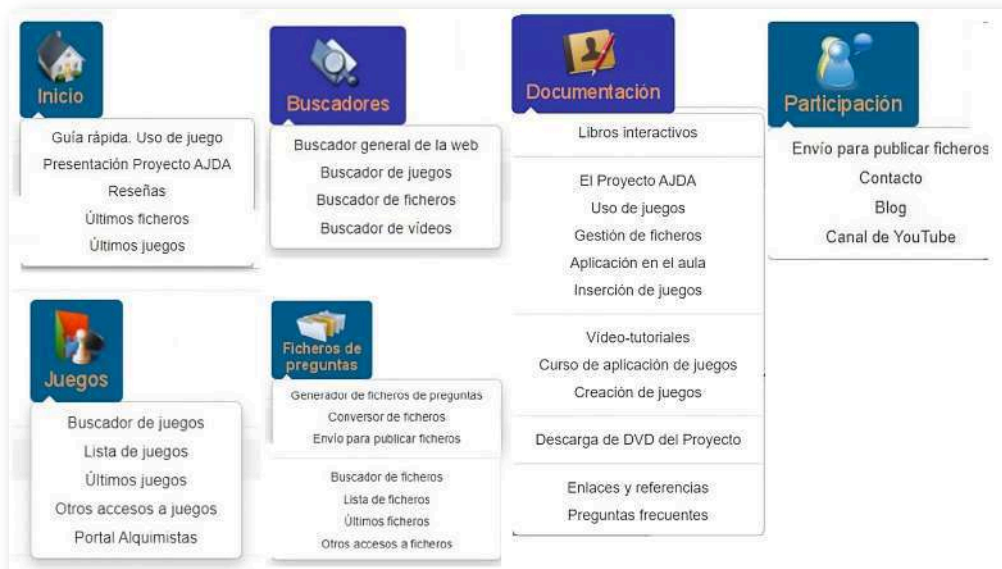 Inicio
Guía rápida. Uso de juego
Presentación Proyecto AJDA
Reseñas
Últimos ficheros
Últimos juegos
Buscadores
Buscador general de la web
Buscador de juegos
Buscador de ficheros
Buscador de vídeos
Documentación
Libros interactivos
El Proyecto AJDA
Uso de juegos
Gestión de ficheros
Aplicación en el aula
Inserción de juegos
Vídeo-tutoriales
Curso de aplicación de juegos
Creación de juegos
Descarga de DVD del Proyecto
Enlaces y referencias
Preguntas frecuentes
Participación
Envío para publicar ficheros
Contacto
Blog
Canal de YouTube
Juegos
Buscador de juegos
Lista de juegos
Últimos juegos
Otros accesos a juegos
Portal Alquimistas
Ficheros de
preguntas
Generador de ficheros de preguntas
Conversor de ficheros
Envío para publicar ficheros
Buscador de ficheros
Lista de ficheros
Últimos ficheros
Otros accesos a ficheros